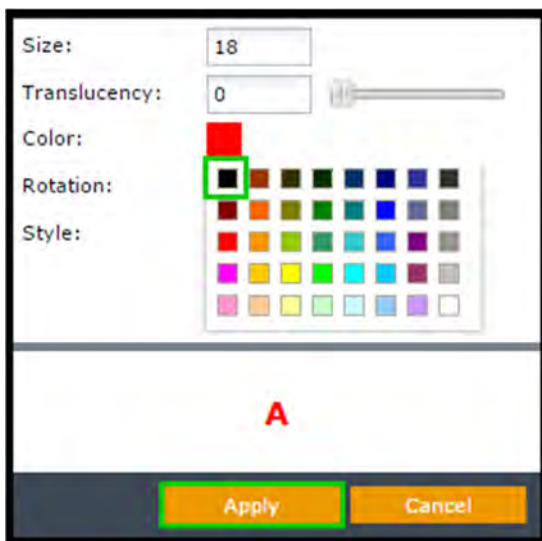 Size: 18
Translucency: 0
Color:
Rotation:
Style:
A
Apply Cancel